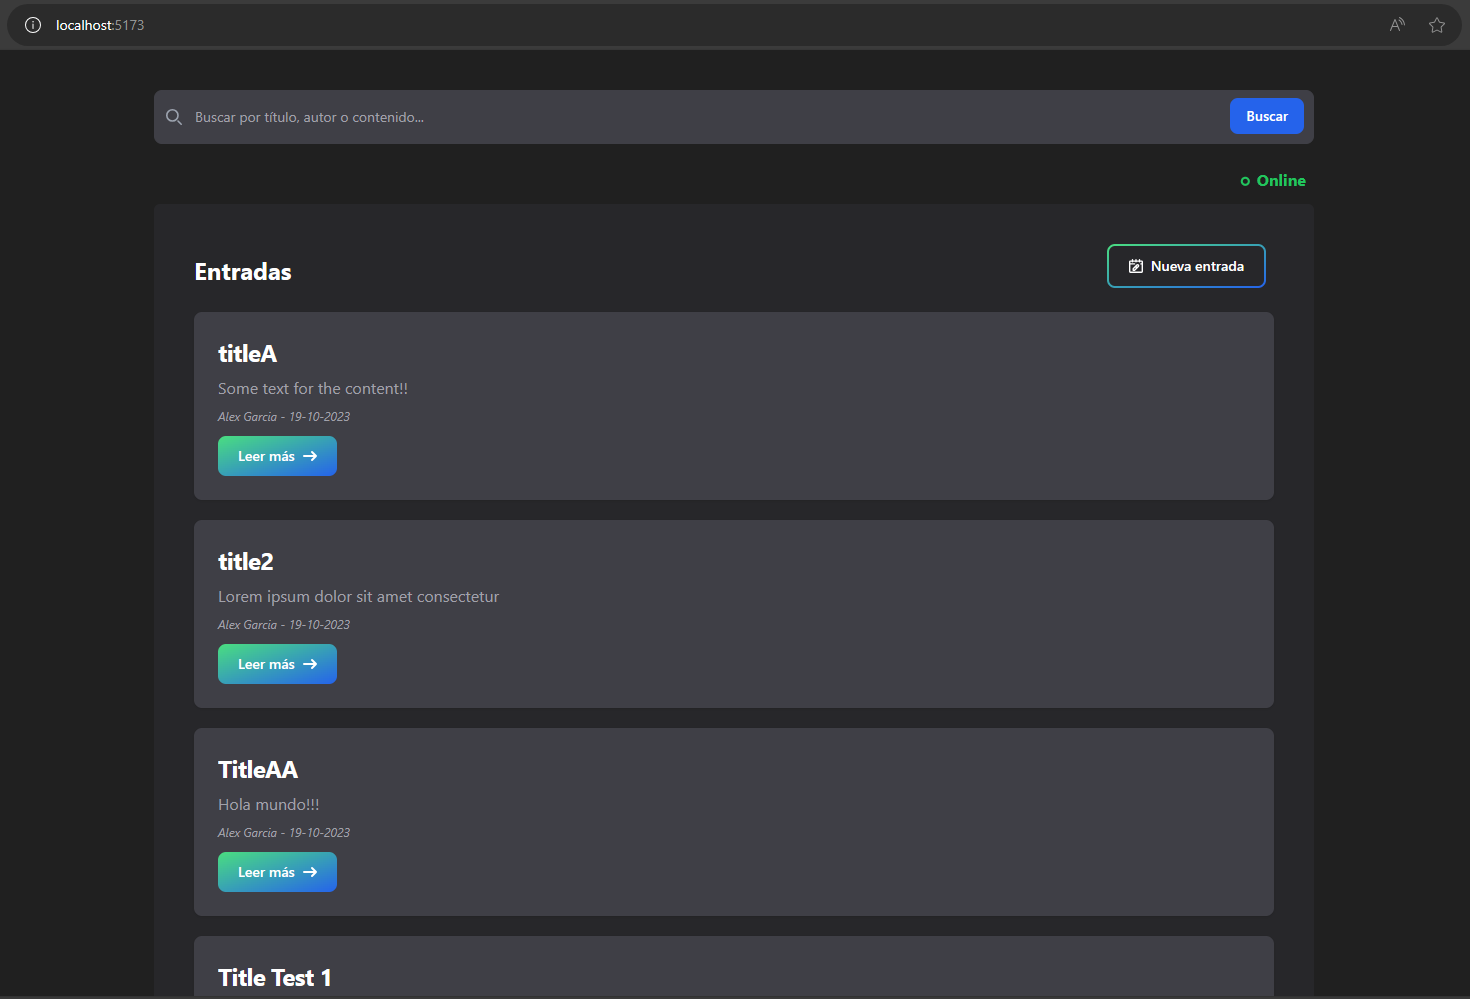 localhost:5173
Buscar por título, autor o contenido...
Buscar
Online
Entradas
Nueva entrada
titleA
Some text for the content!!
Alex Garcia - 19-10-2023
Leer más
title2
Lorem ipsum dolor sit amet consectetur
Alex Garcia - 19-10-2023
Leer más
TitleAA
Hola mundo!!!
Alex Garcia - 19-10-2023
Leer más
Title Test 1